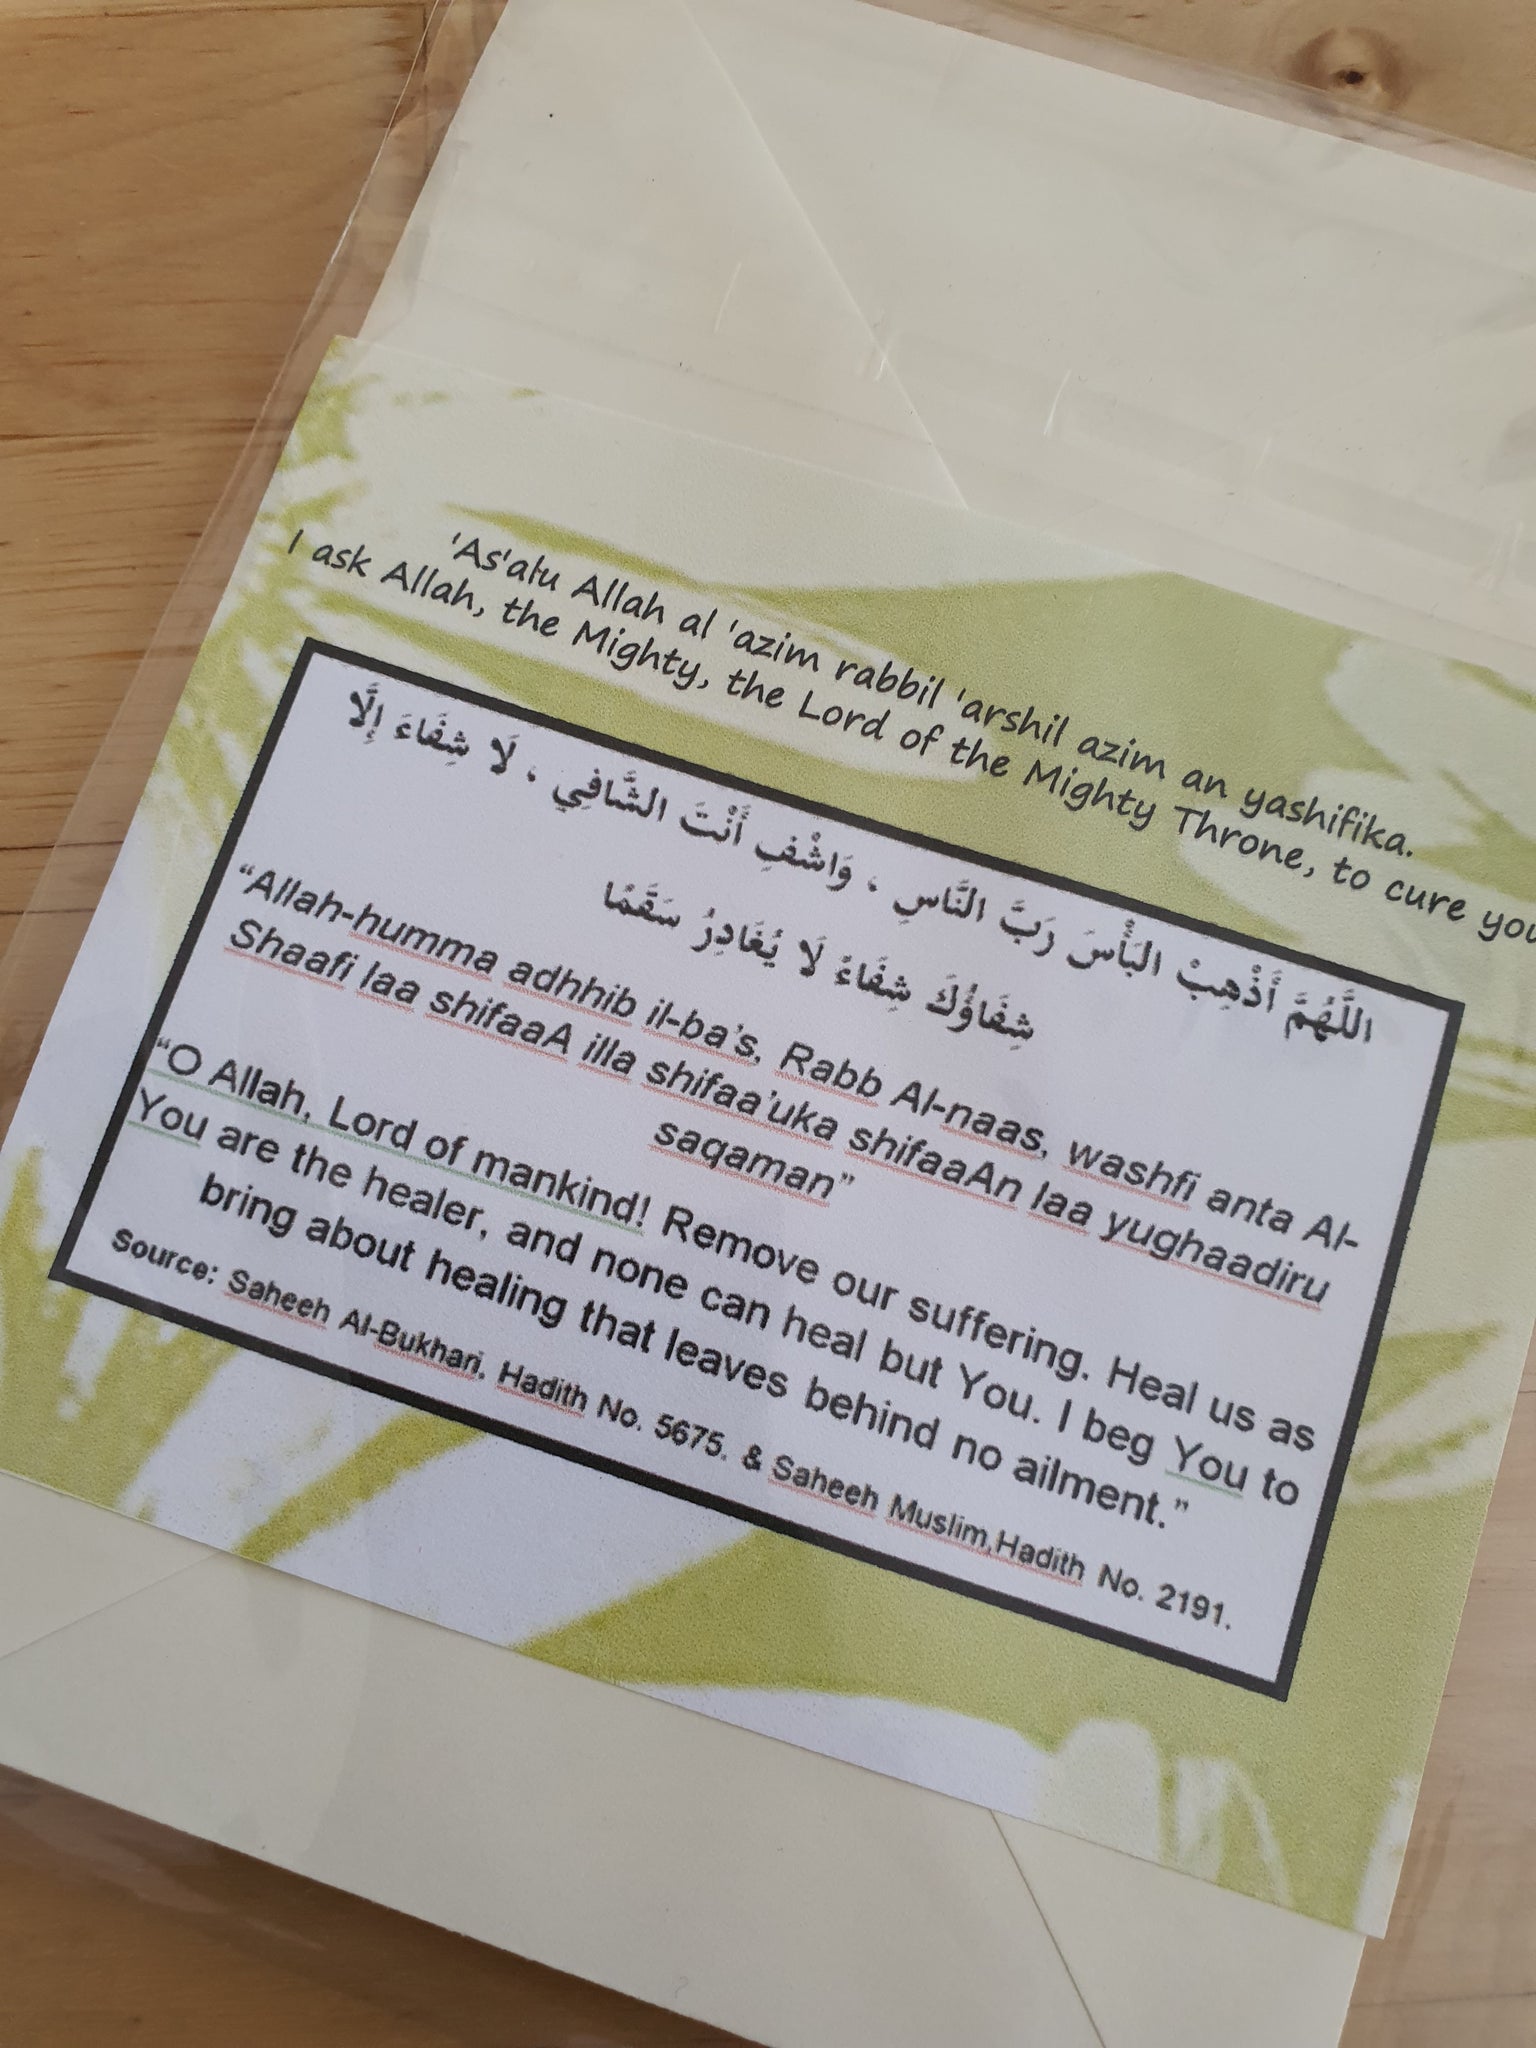 'As'alu Allah al 'azim rabbil 'arshil azim an yashifika.
I ask Allah, the Mighty, the Lord of the Mighty Throne, to cure you
اللَّهُمَّ أَذْهِبْ البَأْسَ رَبَّ النَّاسِ ، وَاشْفِ أَنْتَ الشَّافِي ، لَا شِفَاءَ إِلَّا
شِفَاؤُكَ شِفَاءً لَا يُغَادِرُ سَقَمًا
“Allah-humma adhhib il-ba’s, Rabb Al-naas, washfi anta Al-
Shaafi laa shifaaA illa shifaa’uka shifaaAn laa yughaadiru
saqaman”
“O Allah, Lord of mankind! Remove our suffering. Heal us as
You are the healer, and none can heal but You. I beg You to
bring about healing that leaves behind no ailment.”
Source: Saheeh Al-Bukhari, Hadith No. 5675. & Saheeh Muslim,Hadith No. 2191.